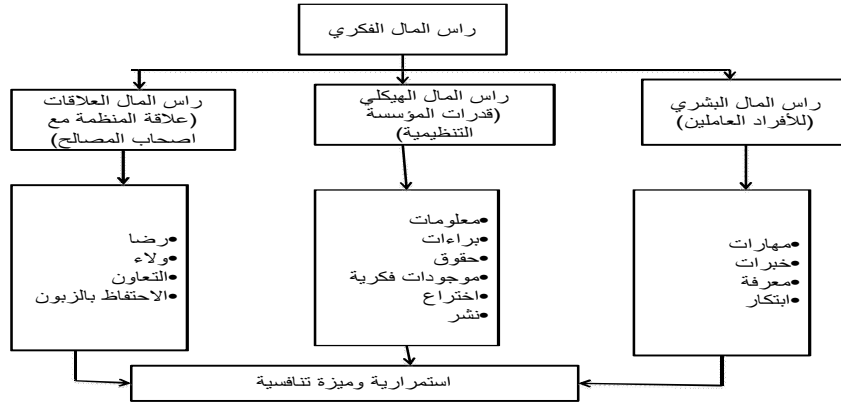 راس المال الفكري
راس المال البشري
(للأفراد العاملين)
راس المال الهيكلي
(قدرات المؤسسة
التنظيمية)
راس المال العلاقات
(علاقة المنظمة مع
اصحاب المصالح)
•مهارات
•خبرات
•معرفة
•ابتكار
•معلومات
•براءات
•حقوق
•موجودات فكرية
•اختراع
•نشر
•رضا
•ولاء
•التعاون
•الاحتفاظ بالزبون
استمرارية وميزة تنافسية